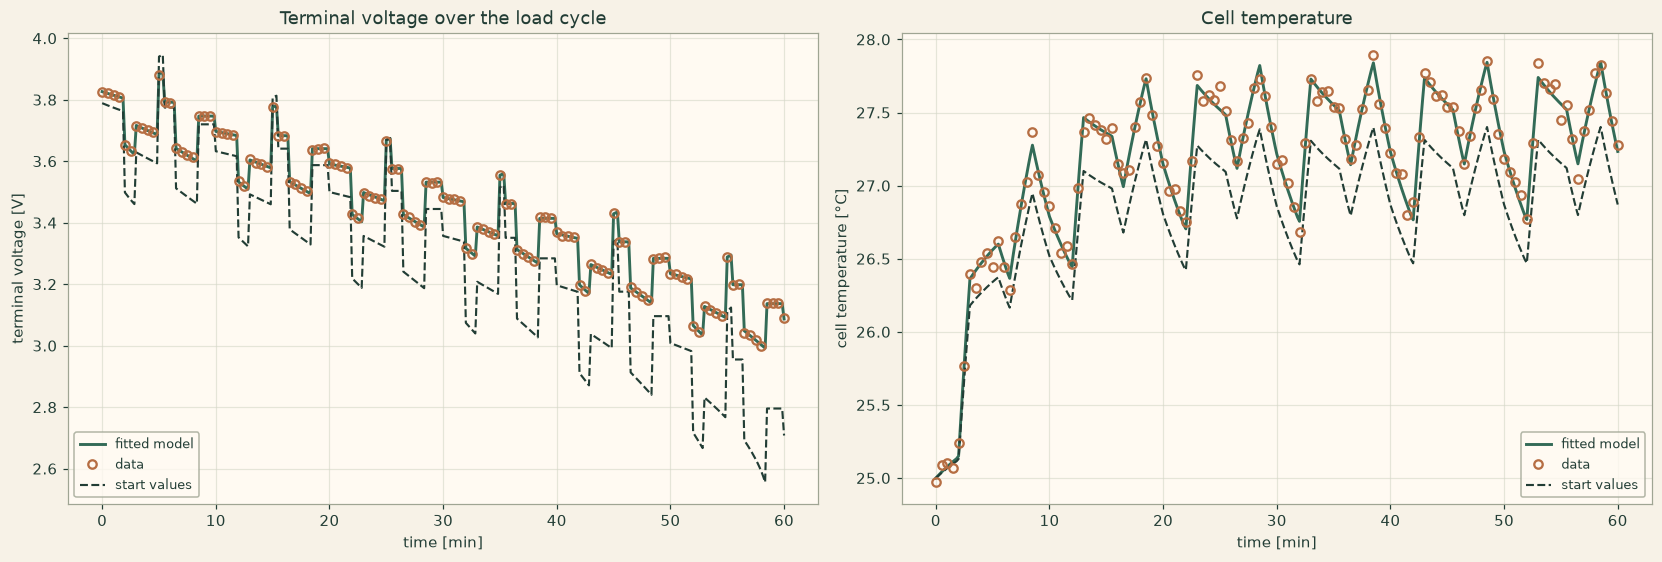 Terminal voltage over the load cycle
4.0
3.8
3.6
3.4
3.2
3.0
2.8
2.6
terminal voltage [V]
fitted model
data
start values
0 10 20 30 40 50 60
time [min]
Cell temperature
28.0
27.5
27.0
26.5
26.0
25.5
25.0
cell temperature [°C]
fitted model
data
start values
0 10 20 30 40 50 60
time [min]